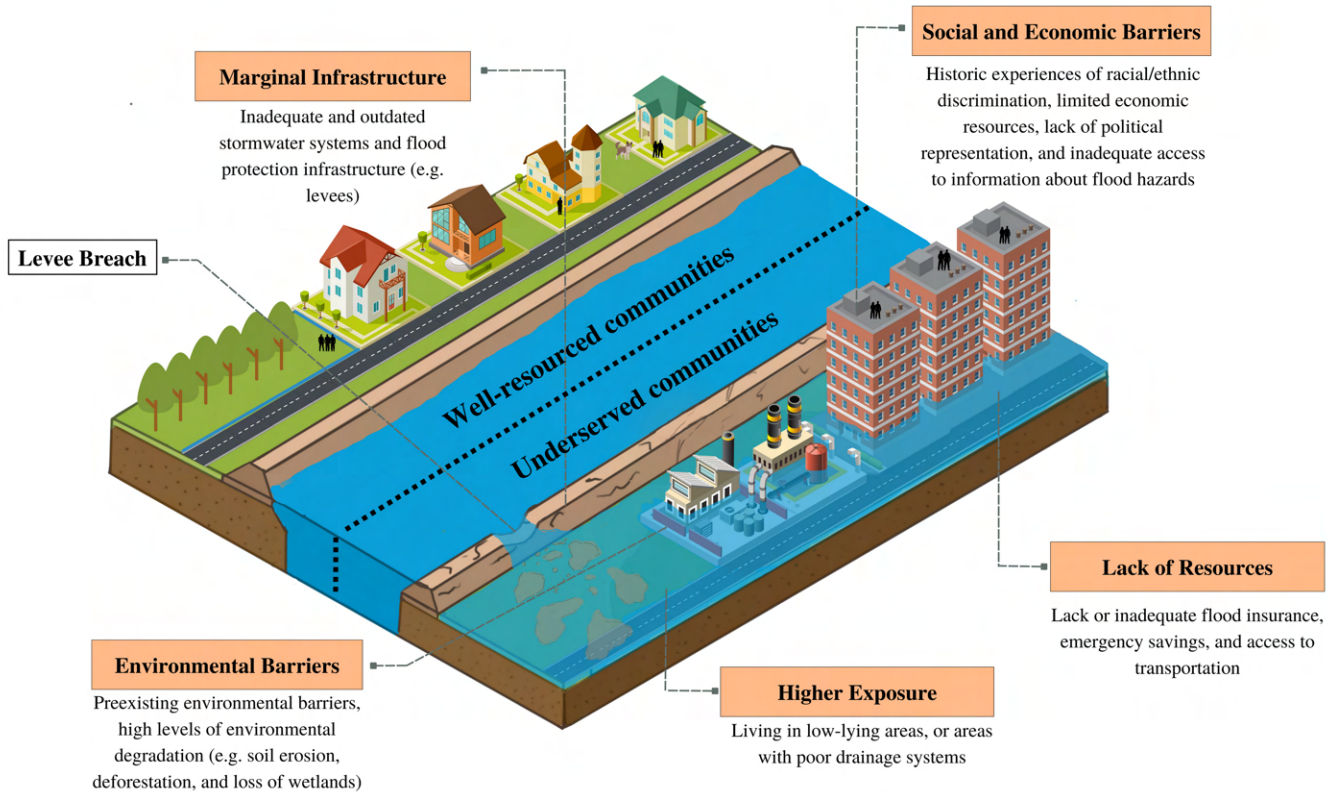 Social and Economic Barriers
Historic experiences of racial/ethnic
discrimination, limited economic
resources, lack of political
representation, and inadequate access
to information about flood hazards
Marginal Infrastructure
Inadequate and outdated
stormwater systems and flood
protection infrastructure (e.g.
levees)
Levee Breach
Well-resourced communities
Underserved communities
Lack of Resources
Lack or inadequate flood insurance,
emergency savings, and access to
transportation
Environmental Barriers
Preexisting environmental barriers,
high levels of environmental
degradation (e.g. soil erosion,
deforestation, and loss of wetlands)
Higher Exposure
Living in low-lying areas, or areas
with poor drainage systems